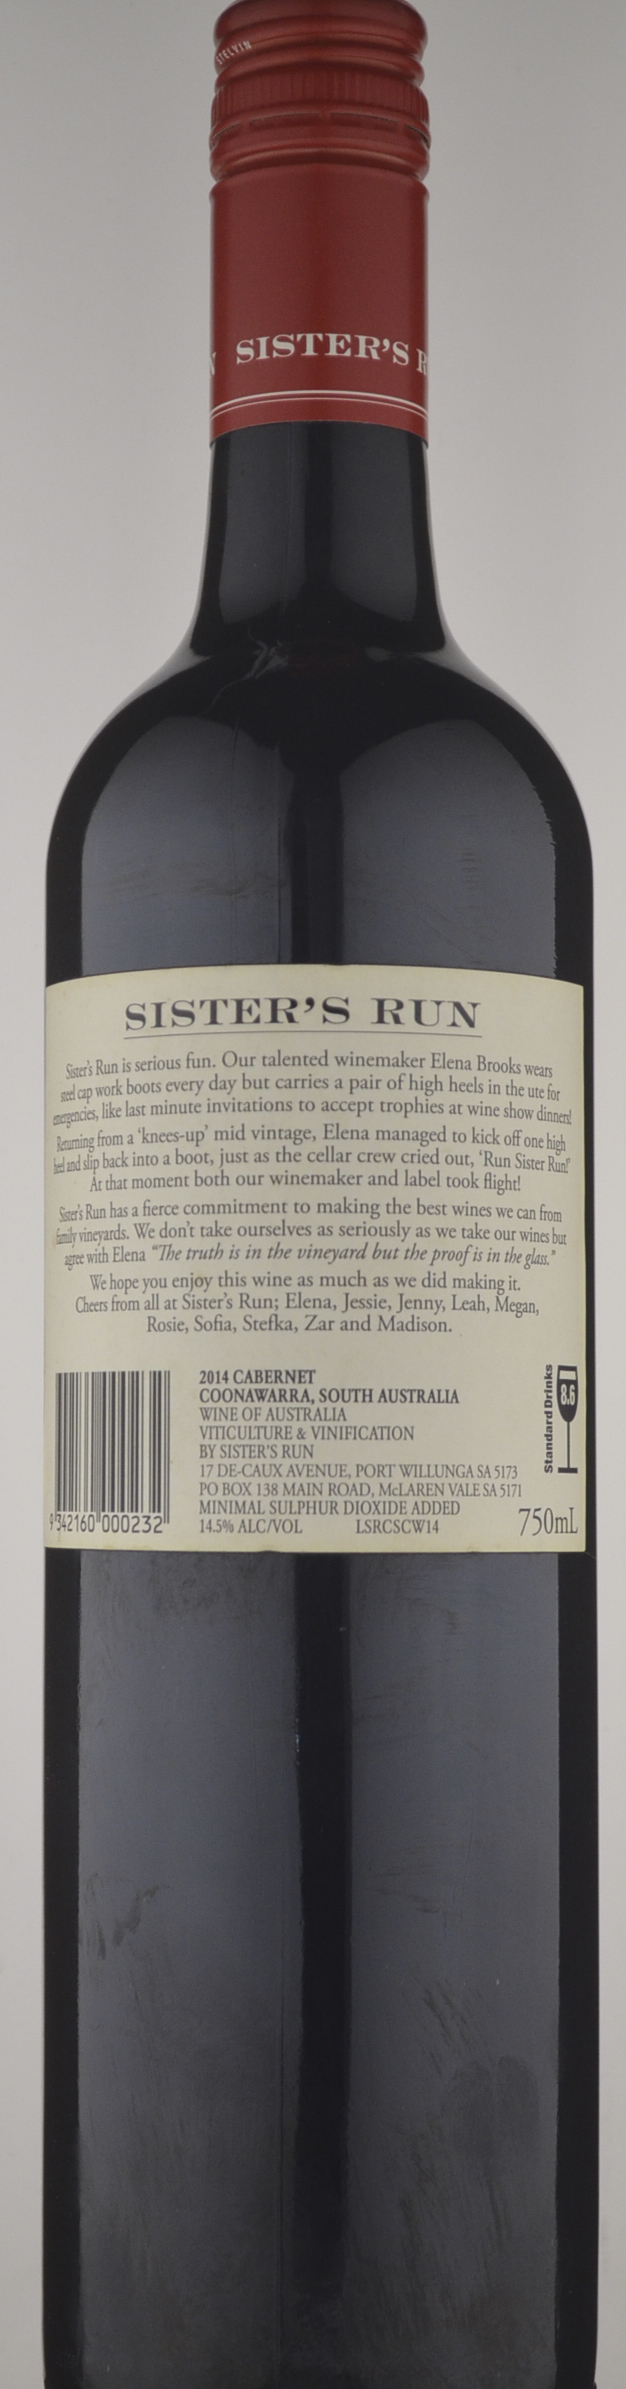 STELVIN
SISTER'S R
SISTER'S RUN
Sister's Run is serious fun. Our talented winemaker Elena Brooks wears
steel cap work boots every day but carries a pair of high heels in the ute for
emergencies, like last minute invitations to accept trophies at wine show dinners!
Returning from a 'knees-up' mid vintage, Elena managed to kick off one high
heel and slip back into a boot, just as the cellar crew cried out, 'Run Sister Run!'
At that moment both our winemaker and label took flight!
Sister's Run has a fierce commitment to making the best wines we can from
family vineyards. We don't take ourselves as seriously as we take our wines but
agree with Elena "The truth is in the vineyard but the proof is in the glass."
We hope you enjoy this wine as much as we did making it.
Cheers from all at Sister's Run; Elena, Jessie, Jenny, Leah, Megan,
Rosie, Sofia, Stefka, Zar and Madison.
2014 CABERNET
COONAWARRA, SOUTH AUSTRALIA
WINE OF AUSTRALIA
VITICULTURE & VINIFICATION
BY SISTER'S RUN
17 DE-CAUX AVENUE, PORT WILLUNGA SA 5173
PO BOX 138 MAIN ROAD, McLAREN VALE SA 5171
MINIMAL SULPHUR DIOXIDE ADDED
14.5% ALC/VOL LSRCSCW14
9 342160 000232
Standard Drinks
8.6
750mL